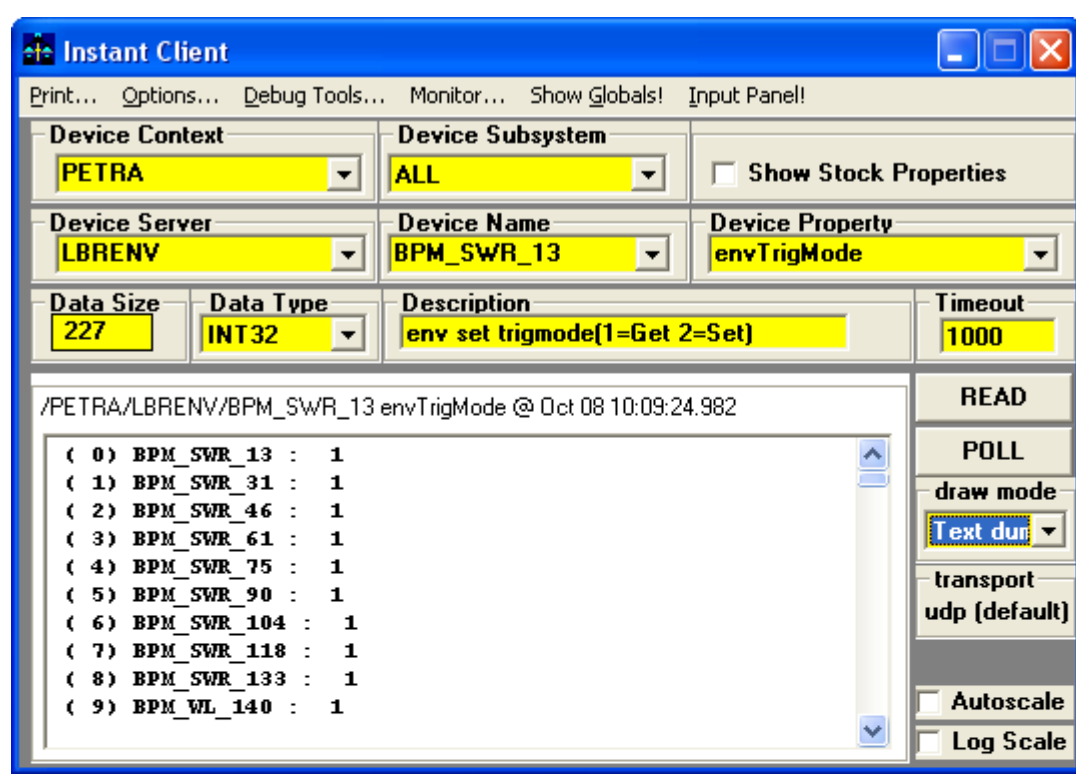 Instant Client
Print... Options... Debug Tools... Monitor... Show Globals! Input Panel!
Device Context
PETRA
Device Subsystem
ALL
Show Stock Properties
Device Server
LBRENV
Device Name
BPM_SWR_13
Device Property
envTrigMode
Data Size
227
Data Type
INT32
Description
env set trigmode(1=Get 2=Set)
Timeout
1000
/PETRA/LBRENV/BPM_SWR_13 envTrigMode @ Oct 08 10:09:24.982
( 0) BPM_SWR_13 : 1
( 1) BPM_SWR_31 : 1
( 2) BPM_SWR_46 : 1
( 3) BPM_SWR_61 : 1
( 4) BPM_SWR_75 : 1
( 5) BPM_SWR_90 : 1
( 6) BPM_SWR_104 : 1
( 7) BPM_SWR_118 : 1
( 8) BPM_SWR_133 : 1
( 9) BPM_WL_140 : 1
READ
POLL
draw mode
Text dum
transport
udp (default)
Autoscale
Log Scale